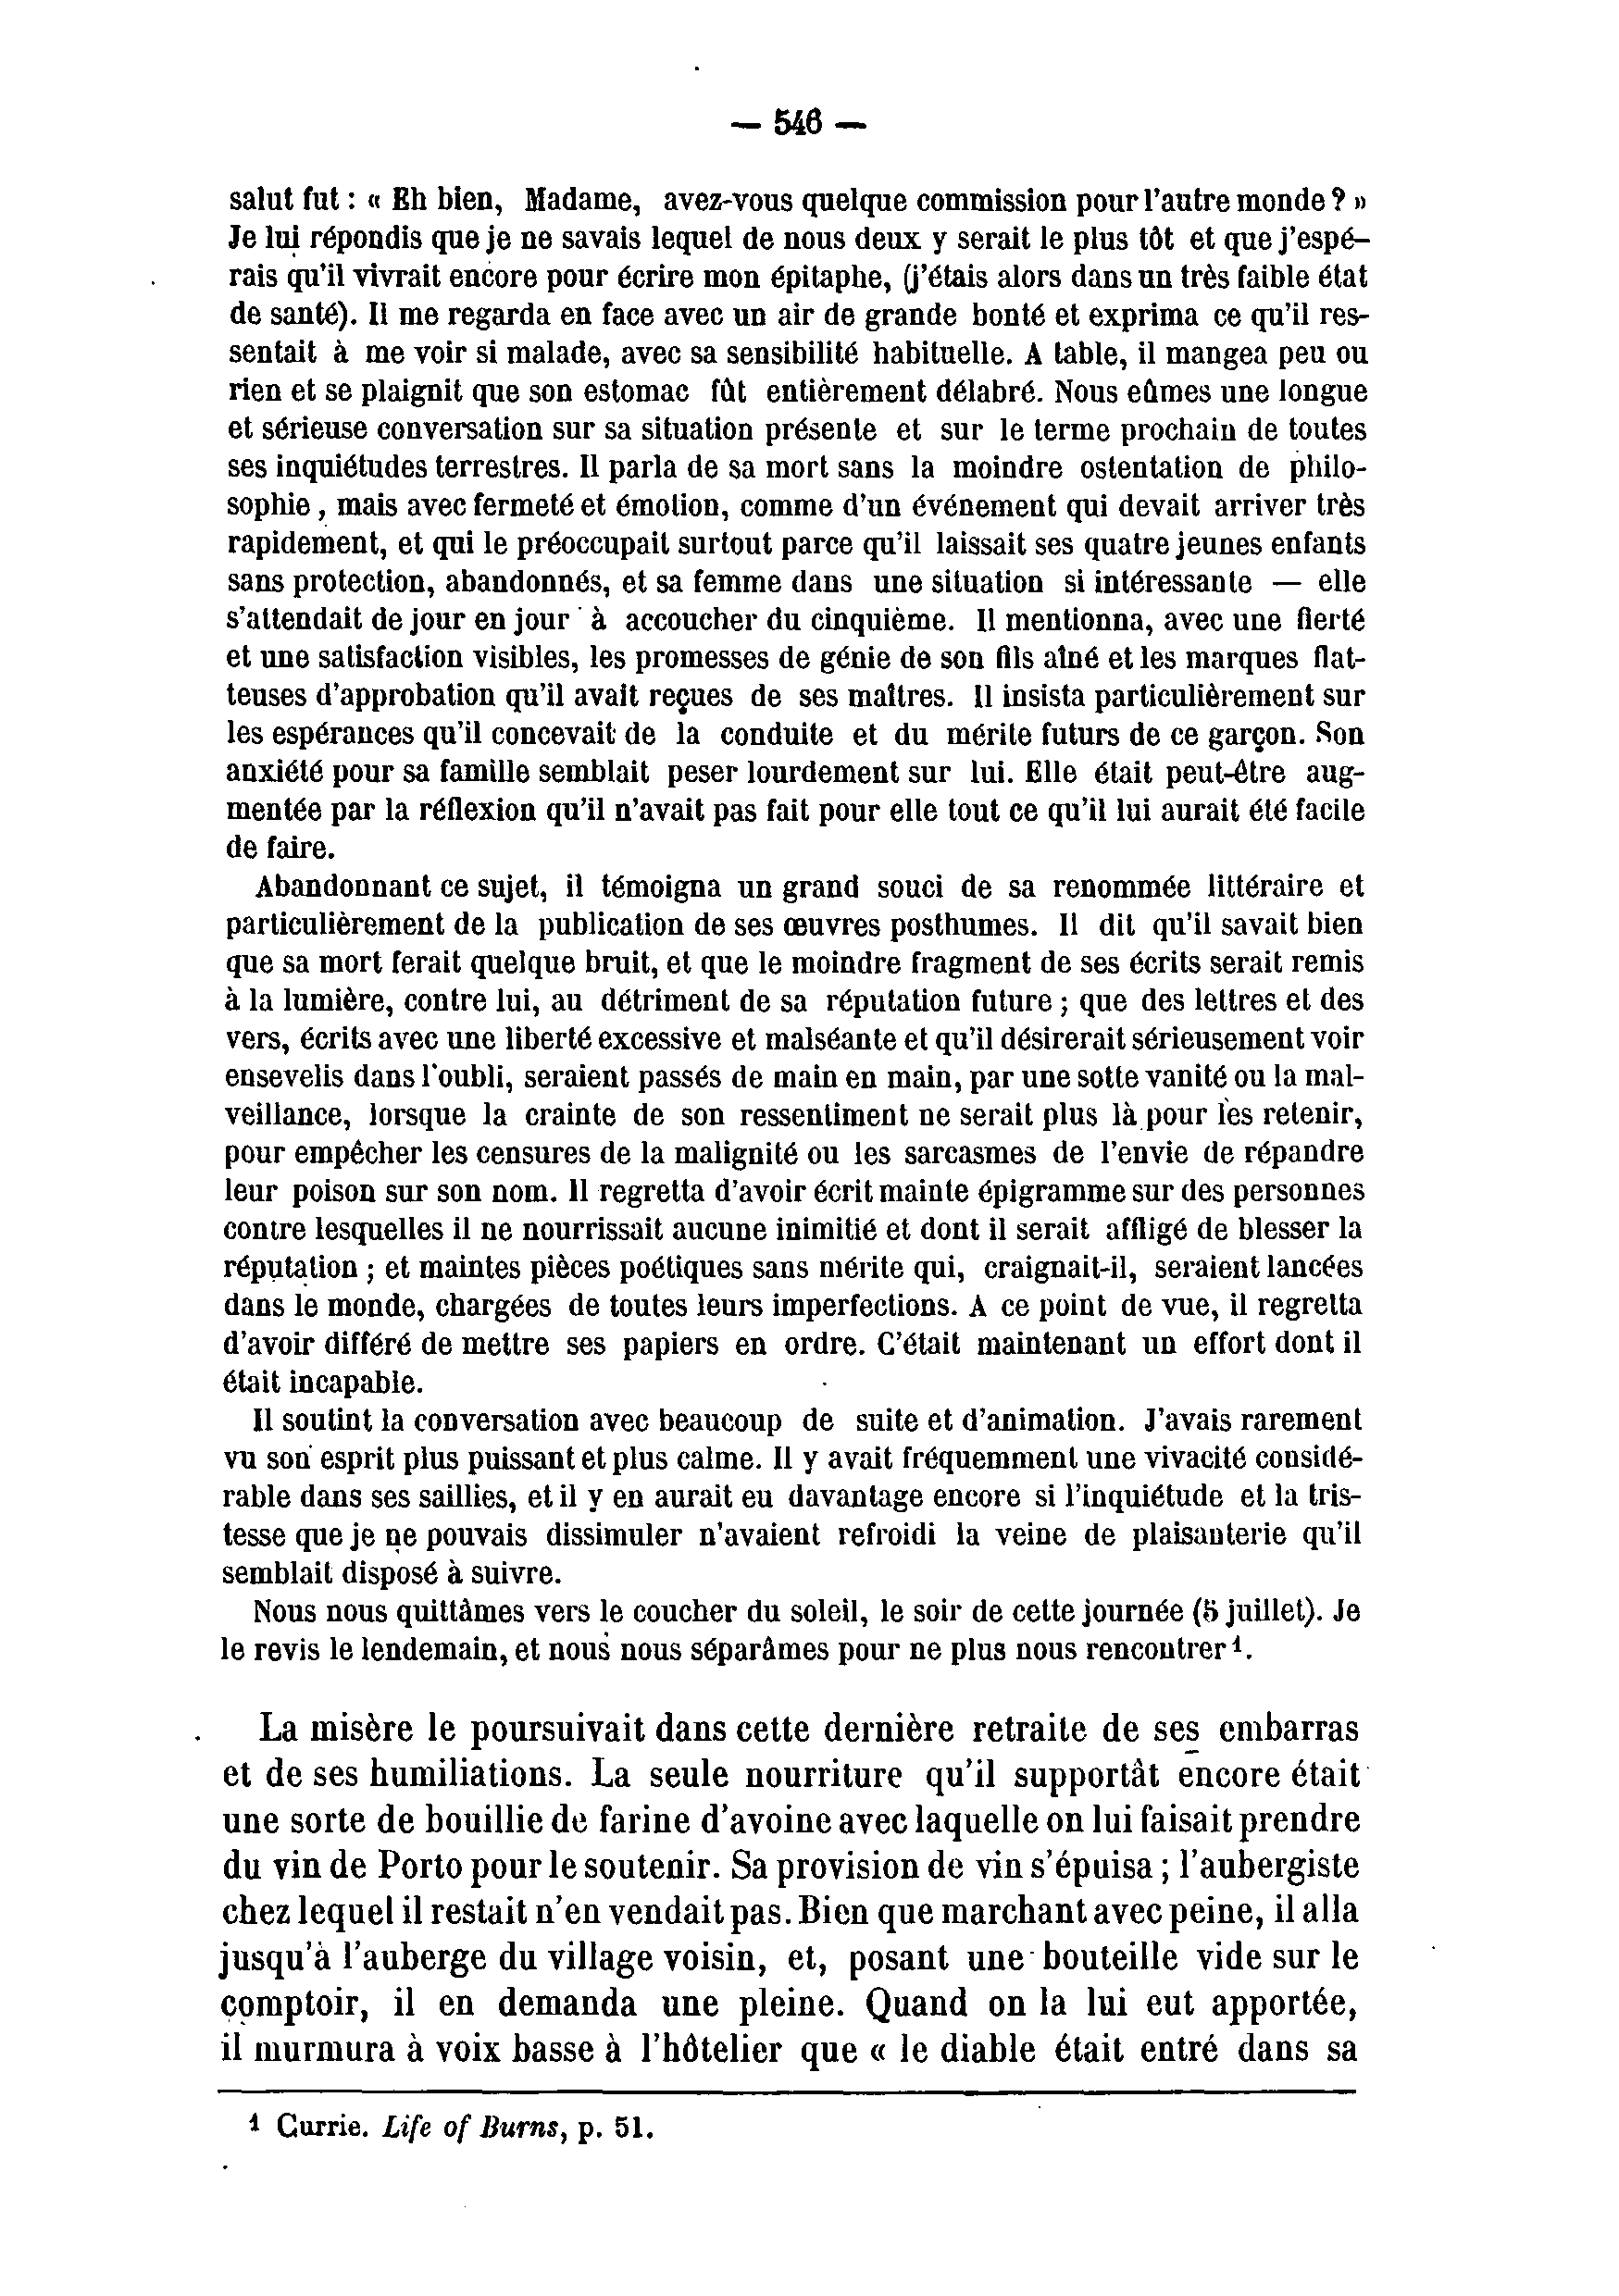 — 546 —
salut fut : « Eh bien, Madame, avez-vous quelque commission pour l'autre monde ? »
Je lui répondis que je ne savais lequel de nous deux y serait le plus tôt et que j'espé-
rais qu'il vivrait encore pour écrire mon épitaphe, (j'étais alors dans un très faible état
de santé). Il me regarda en face avec un air de grande bonté et exprima ce qu'il res-
sentait à me voir si malade, avec sa sensibilité habituelle. A table, il mangea peu ou
rien et se plaignit que son estomac fût entièrement délabré. Nous eûmes une longue
et sérieuse conversation sur sa situation présente et sur le terme prochain de toutes
ses inquiétudes terrestres. Il parla de sa mort sans la moindre ostentation de philo-
sophie, mais avec fermeté et émotion, comme d'un événement qui devait arriver très
rapidement, et qui le préoccupait surtout parce qu'il laissait ses quatre jeunes enfants
sans protection, abandonnés, et sa femme dans une situation si intéressante — elle
s'attendait de jour en jour à accoucher du cinquième. Il mentionna, avec une fierté
et une satisfaction visibles, les promesses de génie de son fils aîné et les marques flat-
teuses d'approbation qu'il avait reçues de ses maîtres. Il insista particulièrement sur
les espérances qu'il concevait de la conduite et du mérite futurs de ce garçon. Son
anxiété pour sa famille semblait peser lourdement sur lui. Elle était peut-être aug-
mentée par la réflexion qu'il n'avait pas fait pour elle tout ce qu'il lui aurait été facile
de faire.
Abandonnant ce sujet, il témoigna un grand souci de sa renommée littéraire et
particulièrement de la publication de ses œuvres posthumes. Il dit qu'il savait bien
que sa mort ferait quelque bruit, et que le moindre fragment de ses écrits serait remis
à la lumière, contre lui, au détriment de sa réputation future ; que des lettres et des
vers, écrits avec une liberté excessive et malséante et qu'il désirerait sérieusement voir
ensevelis dans l'oubli, seraient passés de main en main, par une sotte vanité ou la mal-
veillance, lorsque la crainte de son ressentiment ne serait plus là pour les retenir,
pour empêcher les censures de la malignité ou les sarcasmes de l'envie de répandre
leur poison sur son nom. Il regretta d'avoir écrit mainte épigramme sur des personnes
contre lesquelles il ne nourrissait aucune inimitié et dont il serait affligé de blesser la
réputation ; et maintes pièces poétiques sans mérite qui, craignait-il, seraient lancées
dans le monde, chargées de toutes leurs imperfections. A ce point de vue, il regretta
d'avoir différé de mettre ses papiers en ordre. C'était maintenant un effort dont il
était incapable.
Il soutint la conversation avec beaucoup de suite et d'animation. J'avais rarement
vu son esprit plus puissant et plus calme. Il y avait fréquemment une vivacité considé-
rable dans ses saillies, et il y en aurait eu davantage encore si l'inquiétude et la tris-
tesse que je ne pouvais dissimuler n'avaient refroidi la veine de plaisanterie qu'il
semblait disposé à suivre.
Nous nous quittâmes vers le coucher du soleil, le soir de cette journée (5 juillet). Je
le revis le lendemain, et nous nous séparâmes pour ne plus nous rencontrer ¹.
La misère le poursuivait dans cette dernière retraite de ses embarras
et de ses humiliations. La seule nourriture qu'il supportât encore était
une sorte de bouillie de farine d'avoine avec laquelle on lui faisait prendre
du vin de Porto pour le soutenir. Sa provision de vin s'épuisa ; l'aubergiste
chez lequel il restait n'en vendait pas. Bien que marchant avec peine, il alla
jusqu'à l'auberge du village voisin, et, posant une bouteille vide sur le
comptoir, il en demanda une pleine. Quand on la lui eut apportée,
il murmura à voix basse à l'hôtelier que « le diable était entré dans sa
¹ Currie. Life of Burns, p. 51.